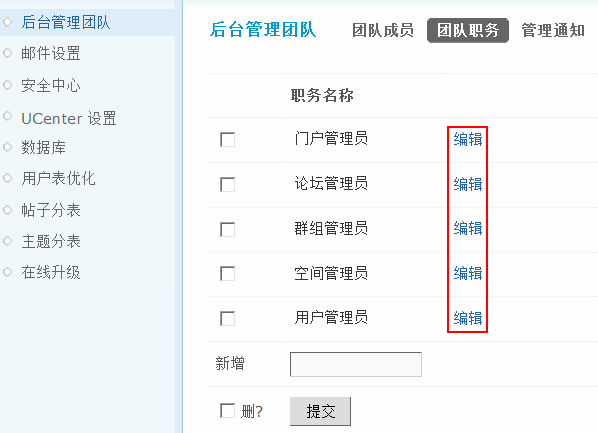 后台管理团队
邮件设置
安全中心
UCenter 设置
数据库
用户表优化
帖子分表
主题分表
在线升级
后台管理团队 团队成员 团队职务 管理通知
职务名称
门户管理员 编辑
论坛管理员 编辑
群组管理员 编辑
空间管理员 编辑
用户管理员 编辑
新增
删? 提交